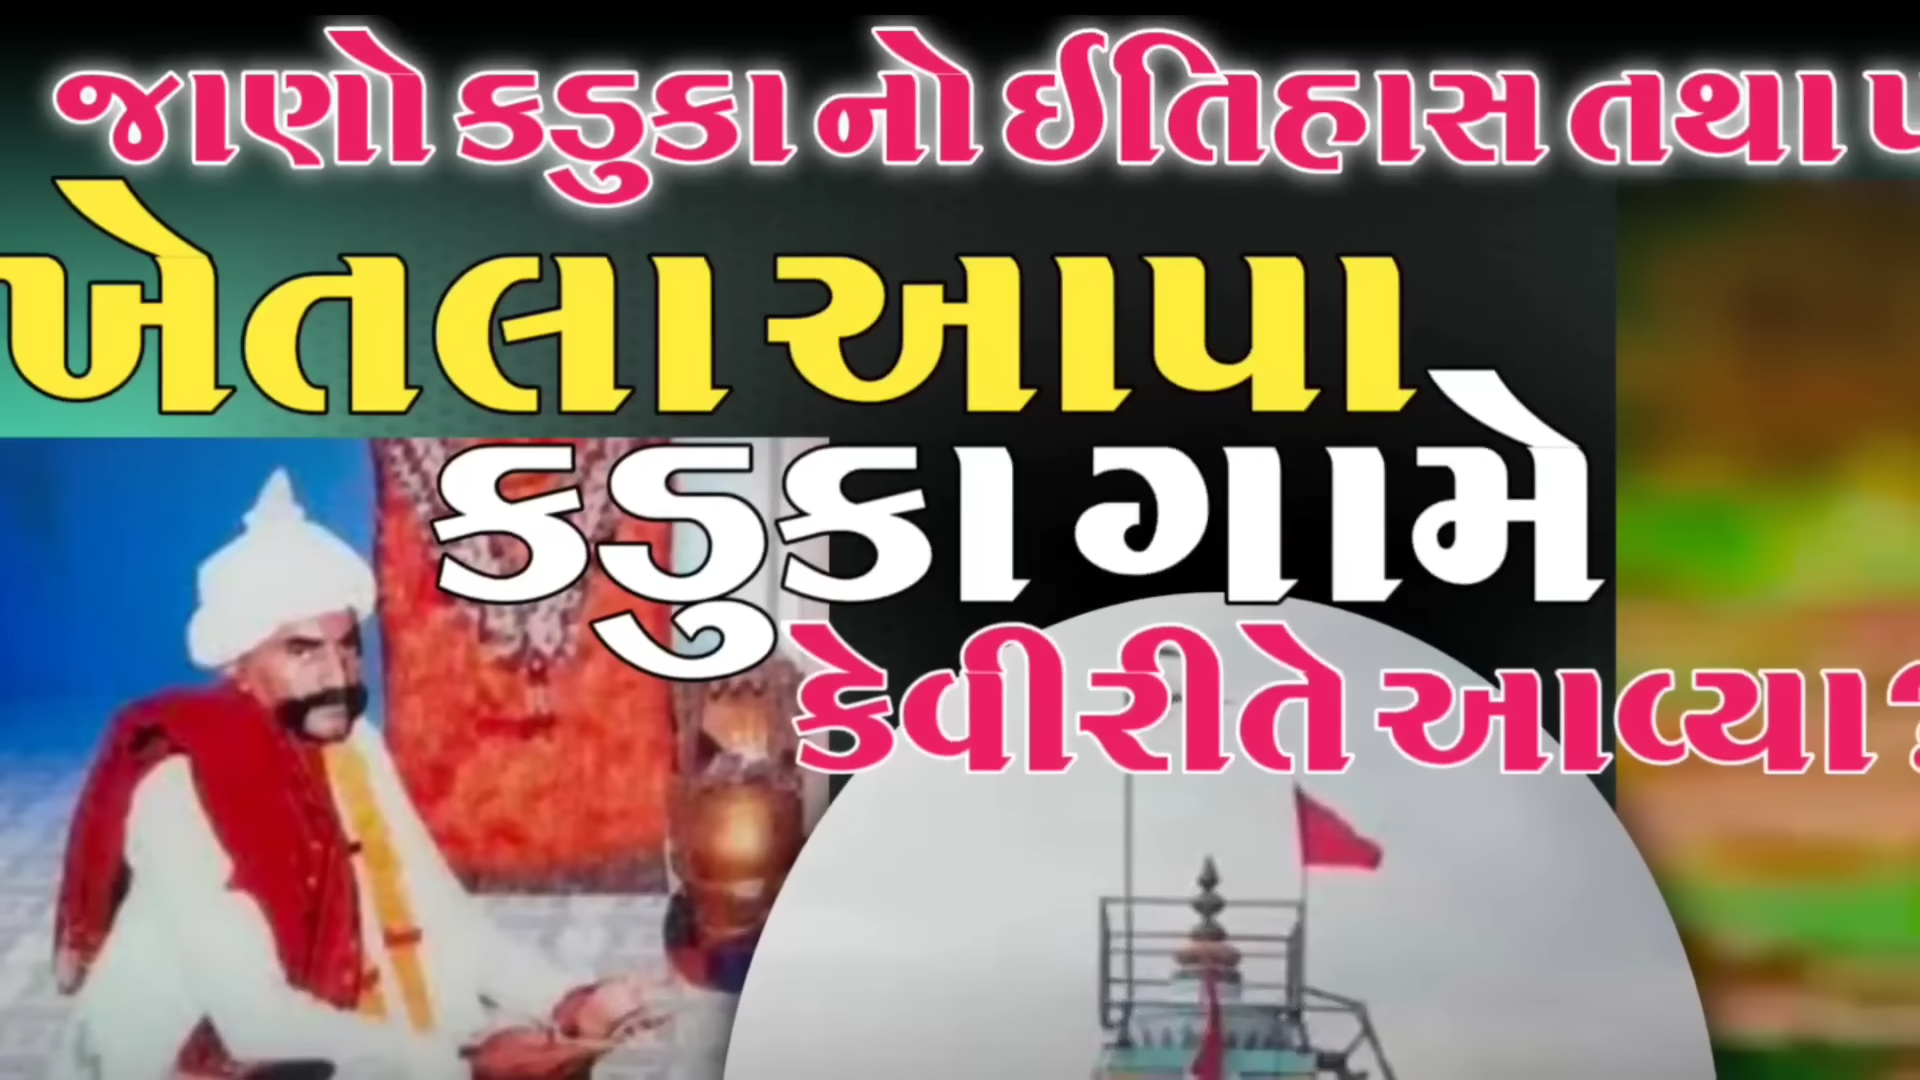 જાણો કડુકા નો ઈતિહાસ તથા
ખેતલા આપા
કડુકા ગામે
કેવી રીતે આવ્યા?